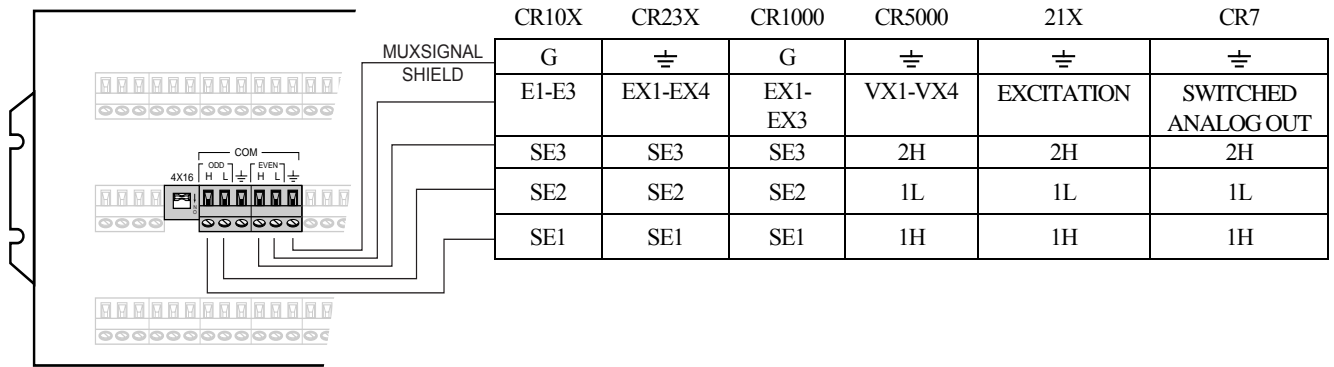 CR10X CR23X CR1000 CR5000 21X CR7
MUXSIGNAL
SHIELD
G ⏚ G ⏚ ⏚ ⏚
E1-E3 EX1-EX4 EX1-
EX3 VX1-VX4 EXCITATION SWITCHED
ANALOG OUT
SE3 SE3 SE3 2H 2H 2H
SE2 SE2 SE2 1L 1L 1L
SE1 SE1 SE1 1H 1H 1H
COM
ODD EVEN
4X16 H L ⏚ H L ⏚